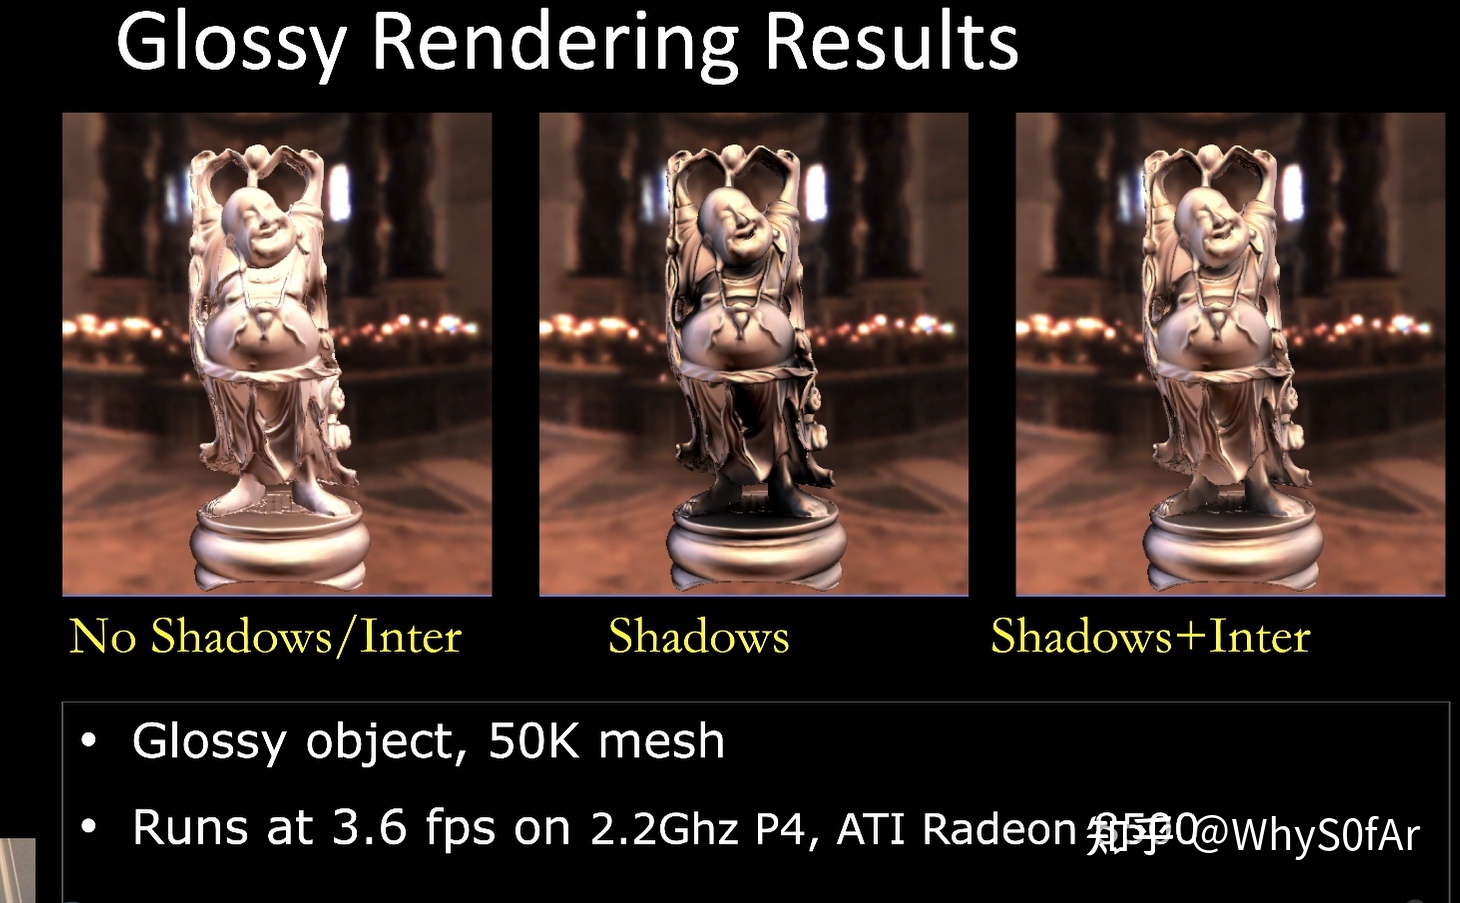 Glossy Rendering Results
No Shadows/Inter
Shadows
Shadows+Inter
• Glossy object, 50K mesh
• Runs at 3.6 fps on 2.2Ghz P4, ATI Radeon
知乎 @WhyS0fAr